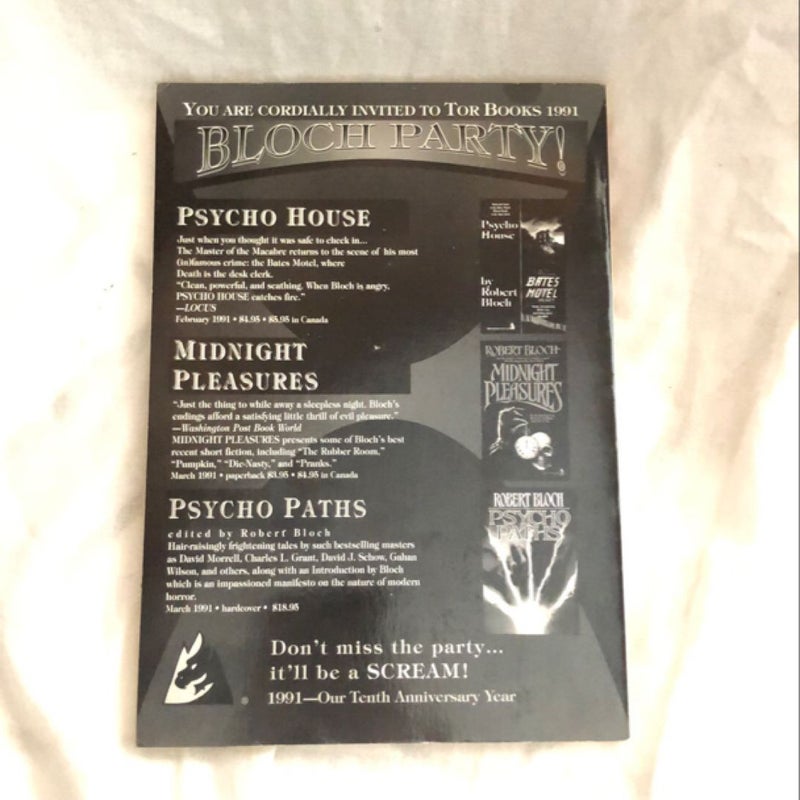 YOU ARE CORDIALLY INVITED TO TOR BOOKS 1991
BLOCH PARTY!
PSYCHO HOUSE
Just when you thought it was safe to check in...
The Master of the Macabre returns to the scene of his most
(in)famous crime: the Bates Motel, where
Death is the desk clerk.
"Clean, powerful, and scathing. When Bloch is angry,
PSYCHO HOUSE catches fire."
—LOCUS
February 1991 • $4.95 • $5.95 in Canada
Psycho
House
by
Robert
Bloch
BATES
MOTEL
MIDNIGHT
PLEASURES
"Just the thing to while away a sleepless night. Bloch's
endings afford a satisfying little thrill of evil pleasure."
—Washington Post Book World
MIDNIGHT PLEASURES presents some of Bloch's best
recent short fiction, including "The Rubber Room,"
"Pumpkin," "Die-Nasty," and "Pranks."
March 1991 • paperback $3.95 • $4.95 in Canada
ROBERT BLOCH
MIDNIGHT
PLEASURES
PSYCHO PATHS
edited by Robert Bloch
Hair-raisingly frightening tales by such bestselling masters
as David Morrell, Charles L. Grant, David J. Schow, Gahan
Wilson, and others, along with an Introduction by Bloch
which is an impassioned manifesto on the nature of modern
horror.
March 1991 • hardcover • $18.95
ROBERT BLOCH
PSYCHO
PATHS
Don't miss the party...
it'll be a SCREAM!
1991—Our Tenth Anniversary Year